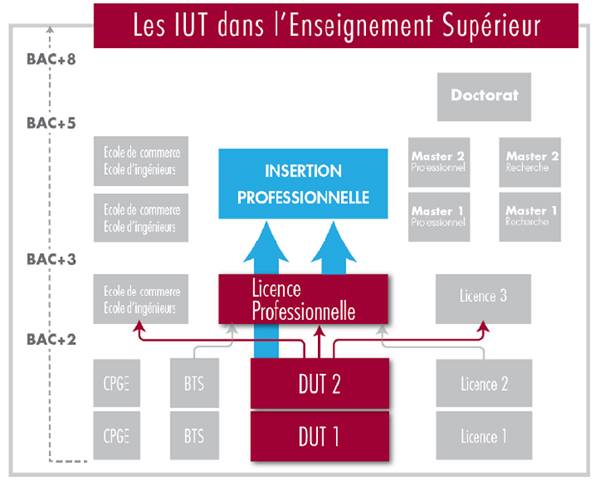 Les IUT dans l'Enseignement Supérieur
BAC+8
Doctorat
BAC+5
Ecole de commerce
Ecole d'ingénieurs
INSERTION
PROFESSIONNELLE
Master 2
Professionnel
Master 2
Recherche
Ecole de commerce
Ecole d'ingénieurs
Master 1
Professionnel
Master 1
Recherche
BAC+3
Ecole de commerce
Ecole d'ingénieurs
Licence
Professionnelle
Licence 3
BAC+2
CPGE
BTS
DUT 2
Licence 2
CPGE
BTS
DUT 1
Licence 1